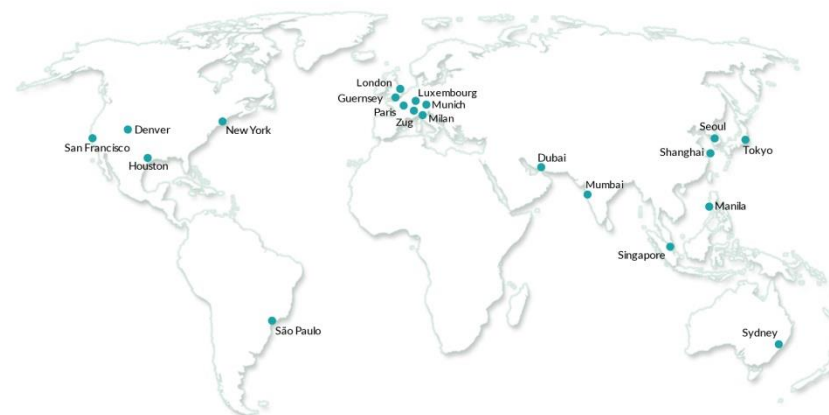 London
Luxembourg
Guernsey
Munich
Paris
Milan
Zug
Denver
New York
San Francisco
Houston
Seoul
Shanghai
Tokyo
Dubai
Mumbai
Manila
Singapore
São Paulo
Sydney